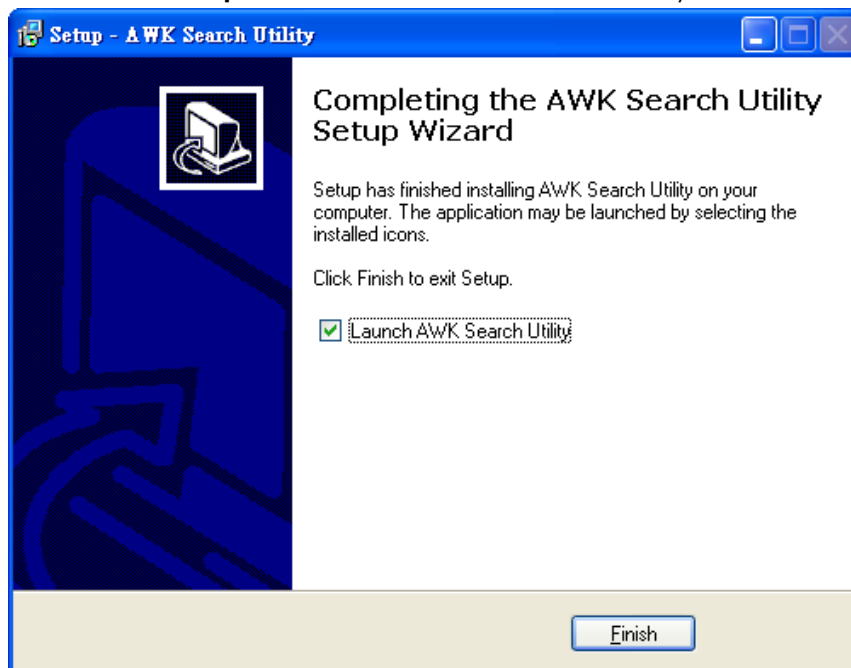 Setup - AWK Search Utility
Completing the AWK Search Utility
Setup Wizard
Setup has finished installing AWK Search Utility on your
computer. The application may be launched by selecting the
installed icons.
Click Finish to exit Setup.
Launch AWK Search Utility
Finish